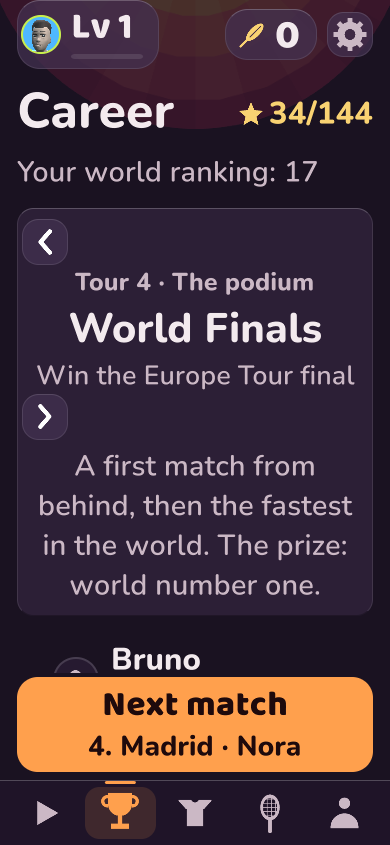 Lv 1
0
Career
34/144
Your world ranking: 17
Tour 4 · The podium
World Finals
Win the Europe Tour final
A first match from
behind, then the fastest
in the world. The prize:
world number one.
Bruno
Next match
4. Madrid · Nora